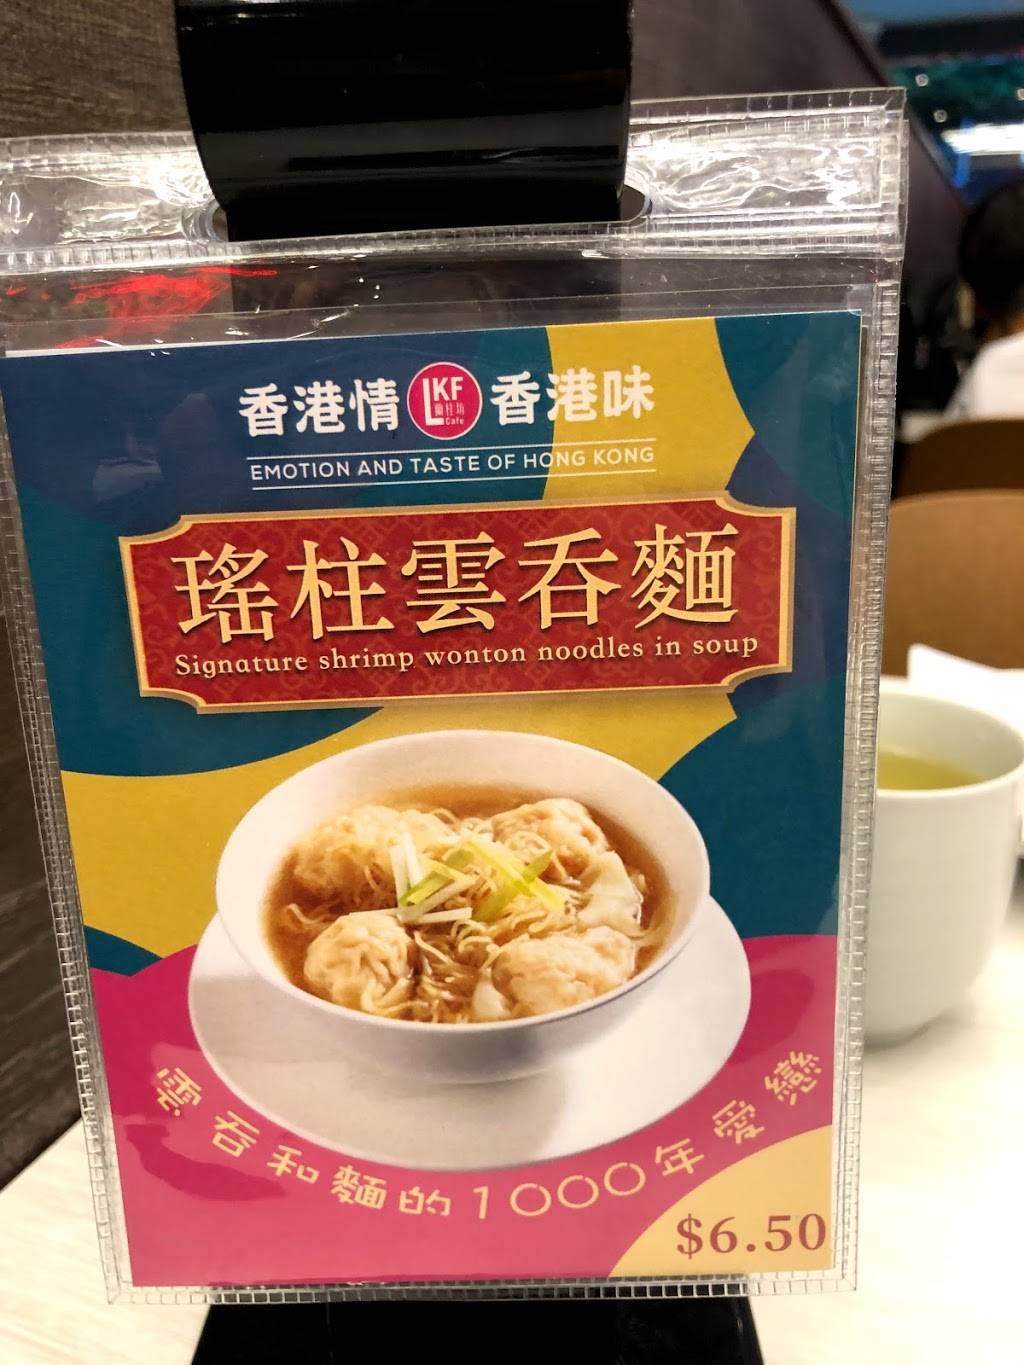 香港情 LKF 蘭桂坊 Cafe 香港味
EMOTION AND TASTE OF HONG KONG
瑤柱雲吞麵
Signature shrimp wonton noodles in soup
雲吞和麵的1000年愛戀
$6.50